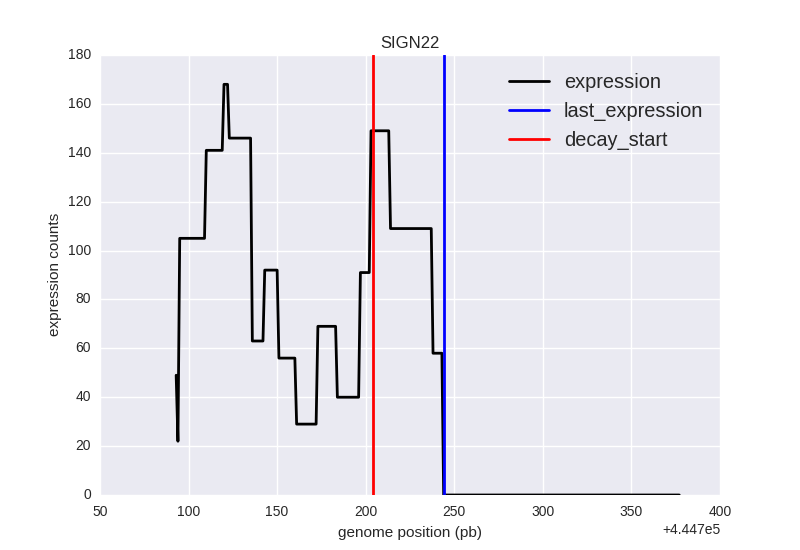 SIGN22
180
160
140
120
100
80
60
40
20
0
expression counts
expression
last_expression
decay_start
50 100 150 200 250 300 350 400
genome position (pb)
+4.447e5